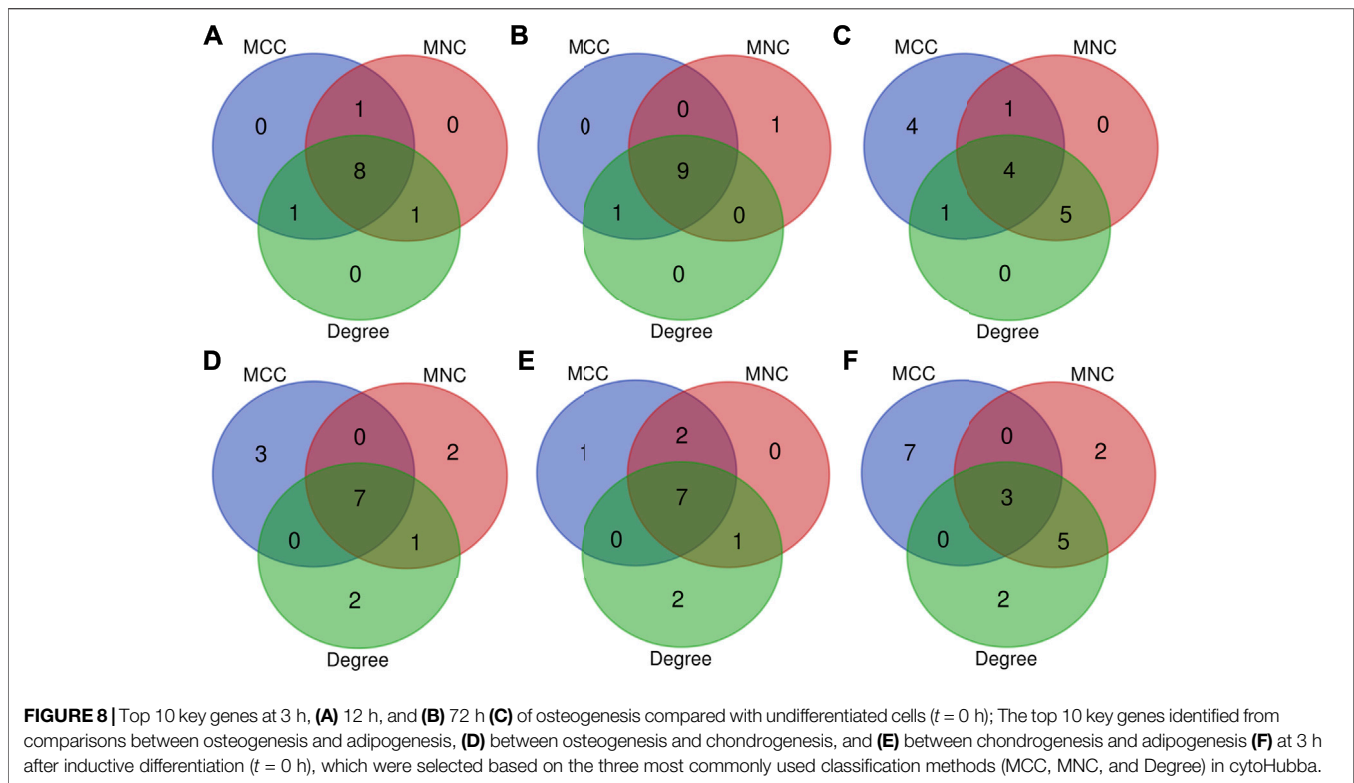 A
B
C
MCC
MNC
MCC
MNC
MCC
MNC
0
1
0
8
1
1
0
0
0
1
9
1
0
0
4
1
0
4
1
5
0
Degree
Degree
Degree
D
E
F
MCC
MNC
MCC
MNC
MCC
MNC
3
0
2
7
0
1
2
1
2
0
7
0
1
2
7
0
2
3
0
5
2
Degree
Degree
Degree
FIGURE 8 | Top 10 key genes at 3 h, (A) 12 h, and (B) 72 h (C) of osteogenesis compared with undifferentiated cells (t = 0 h); The top 10 key genes identified from
comparisons between osteogenesis and adipogenesis, (D) between osteogenesis and chondrogenesis, and (E) between chondrogenesis and adipogenesis (F) at 3 h
after inductive differentiation (t = 0 h), which were selected based on the three most commonly used classification methods (MCC, MNC, and Degree) in cytoHubba.